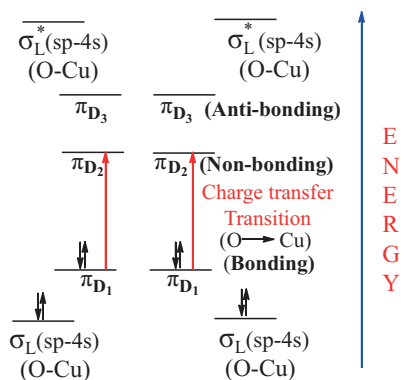 σ*L(sp-4s) σ*L(sp-4s)
(O-Cu) (O-Cu)
πD3 πD3 (Anti-bonding)
πD2 πD2 (Non-bonding)
Charge transfer
Transition
(O → Cu)
(Bonding)
πD1 πD1
σL(sp-4s) σL(sp-4s)
(O-Cu) (O-Cu)
E
N
E
R
G
Y